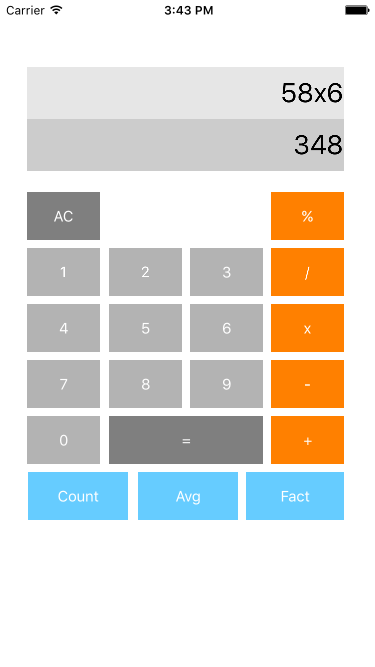 Carrier 3:43 PM
58x6
348
AC %
1 2 3 /
4 5 6 x
7 8 9 -
0 = +
Count Avg Fact